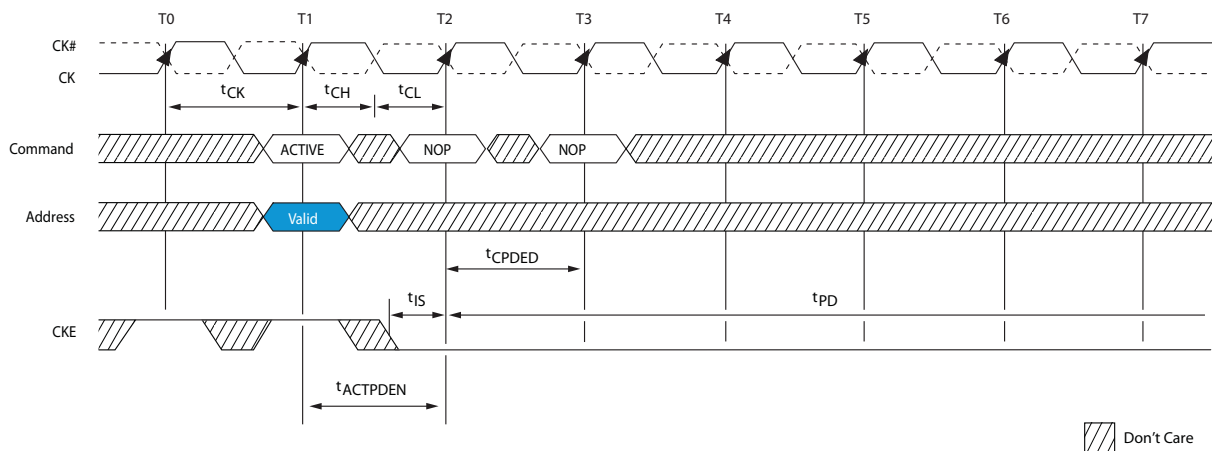 T0 T1 T2 T3 T4 T5 T6 T7
CK#
CK
tCK tCH tCL
Command ACTIVE NOP NOP
Address Valid
tCPDED
tIS tPD
CKE
tACTPDEN
Don't Care